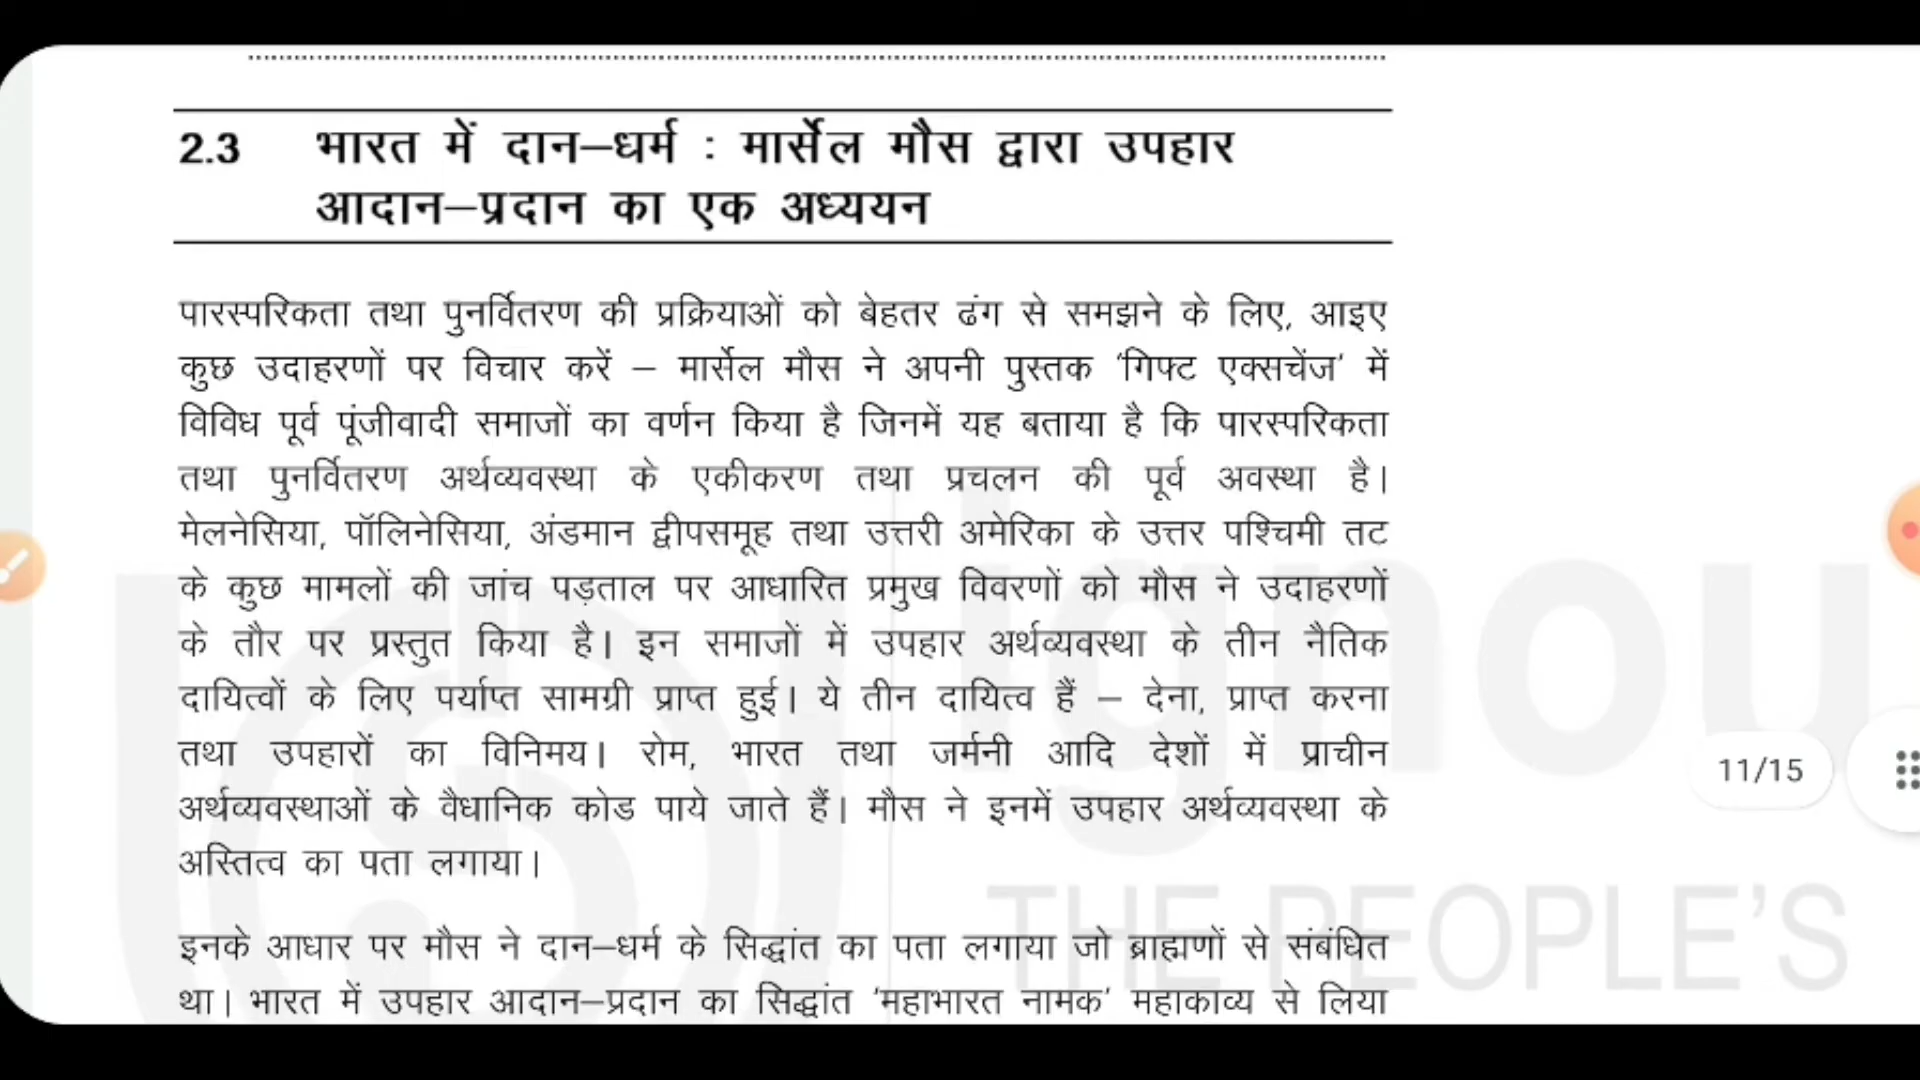 2.3 भारत में दान–धर्म : मार्सेल मौस द्वारा उपहार
आदान–प्रदान का एक अध्ययन
पारस्परिकता तथा पुनर्वितरण की प्रक्रियाओं को बेहतर ढंग से समझने के लिए, आइए
कुछ उदाहरणों पर विचार करें – मार्सेल मौस ने अपनी पुस्तक ‘गिफ्ट एक्सचेंज’ में
विविध पूर्व पूंजीवादी समाजों का वर्णन किया है जिनमें यह बताया है कि पारस्परिकता
तथा पुनर्वितरण अर्थव्यवस्था के एकीकरण तथा प्रचलन की पूर्व अवस्था है।
मेलनेसिया, पॉलिनेसिया, अंडमान द्वीपसमूह तथा उत्तरी अमेरिका के उत्तर पश्चिमी तट
के कुछ मामलों की जांच पड़ताल पर आधारित प्रमुख विवरणों को मौस ने उदाहरणों
के तौर पर प्रस्तुत किया है। इन समाजों में उपहार अर्थव्यवस्था के तीन नैतिक
दायित्वों के लिए पर्याप्त सामग्री प्राप्त हुई। ये तीन दायित्व हैं – देना, प्राप्त करना
तथा उपहारों का विनिमय। रोम, भारत तथा जर्मनी आदि देशों में प्राचीन
अर्थव्यवस्थाओं के वैधानिक कोड पाये जाते हैं। मौस ने इनमें उपहार अर्थव्यवस्था के
अस्तित्व का पता लगाया।
इनके आधार पर मौस ने दान–धर्म के सिद्धांत का पता लगाया जो ब्राह्मणों से संबंधित
था। भारत में उपहार आदान–प्रदान का सिद्धांत ‘महाभारत नामक’ महाकाव्य से लिया
11/15
ignou
THE PEOPLE’S